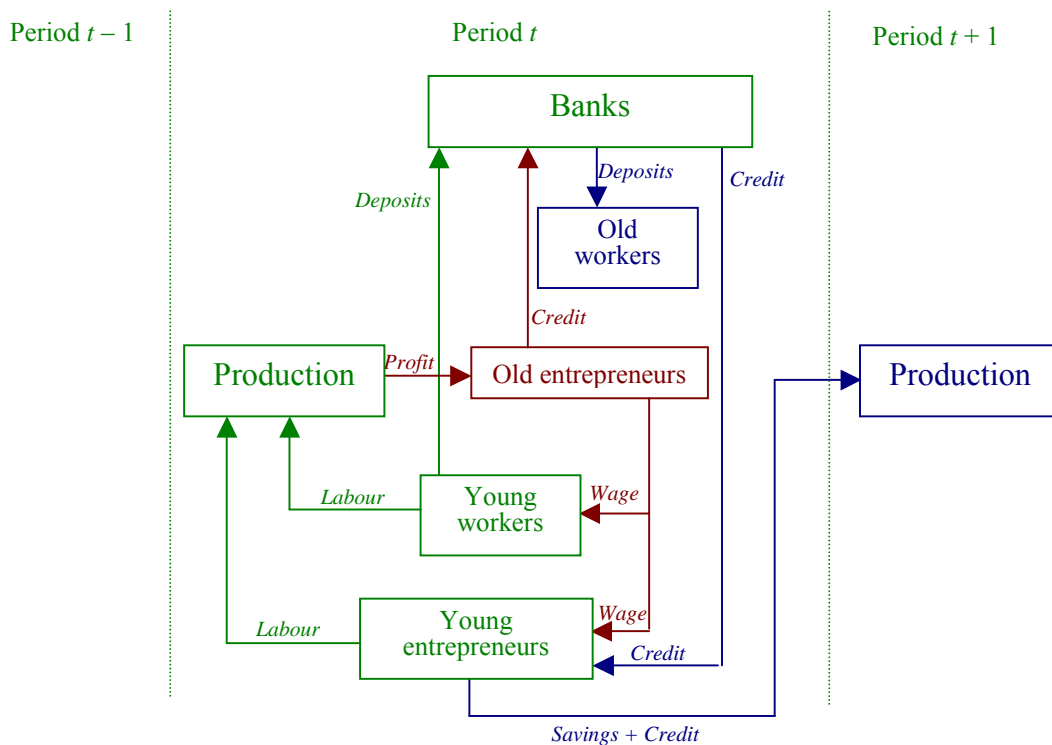 Period t – 1
Period t
Period t + 1
Banks
Deposits
Deposits
Credit
Old
workers
Credit
Production
Profit
Old entrepreneurs
Production
Labour
Young
workers
Wage
Labour
Young
entrepreneurs
Wage
Credit
Savings + Credit